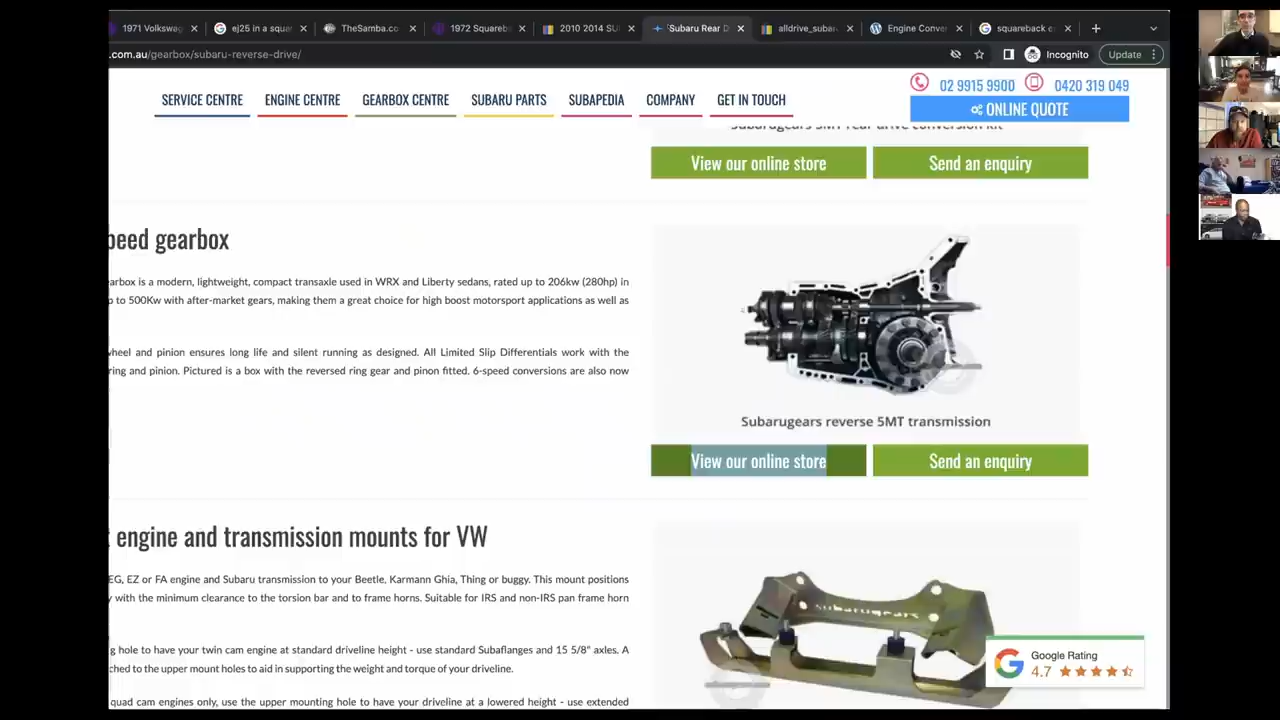 1971 Volkswag
ej25 in a squar
TheSamba.co
1972 Squareb
2010 2014 SU
Subaru Rear D
alldrive_subar
Engine Conver
squareback e
.com.au/gearbox/subaru-reverse-drive/
Incognito
Update
02 9915 9900
0420 319 049
SERVICE CENTRE
ENGINE CENTRE
GEARBOX CENTRE
SUBARU PARTS
SUBAPEDIA
COMPANY
GET IN TOUCH
ONLINE QUOTE
Subarugears 5MT rear drive conversion kit
View our online store
Send an enquiry
peed gearbox
earbox is a modern, lightweight, compact transaxle used in WRX and Liberty sedans, rated up to 206kw (280hp) in
p to 500Kw with after-market gears, making them a great choice for high boost motorsport applications as well as
wheel and pinion ensures long life and silent running as designed. All Limited Slip Differentials work with the
ring and pinion. Pictured is a box with the reversed ring gear and pinon fitted. 6-speed conversions are also now
Subarugears reverse 5MT transmission
View our online store
Send an enquiry
engine and transmission mounts for VW
EG, EZ or FA engine and Subaru transmission to your Beetle, Karmann Ghia, Thing or buggy. This mount positions
y with the minimum clearance to the torsion bar and to frame horns. Suitable for IRS and non-IRS pan frame horn
g hole to have your twin cam engine at standard driveline height - use standard Subaflanges and 15 5/8" axles. A
ched to the upper mount holes to aid in supporting the weight and torque of your driveline.
quad cam engines only, use the upper mounting hole to have your driveline at a lowered height - use extended
subarugears
Google Rating
4.7